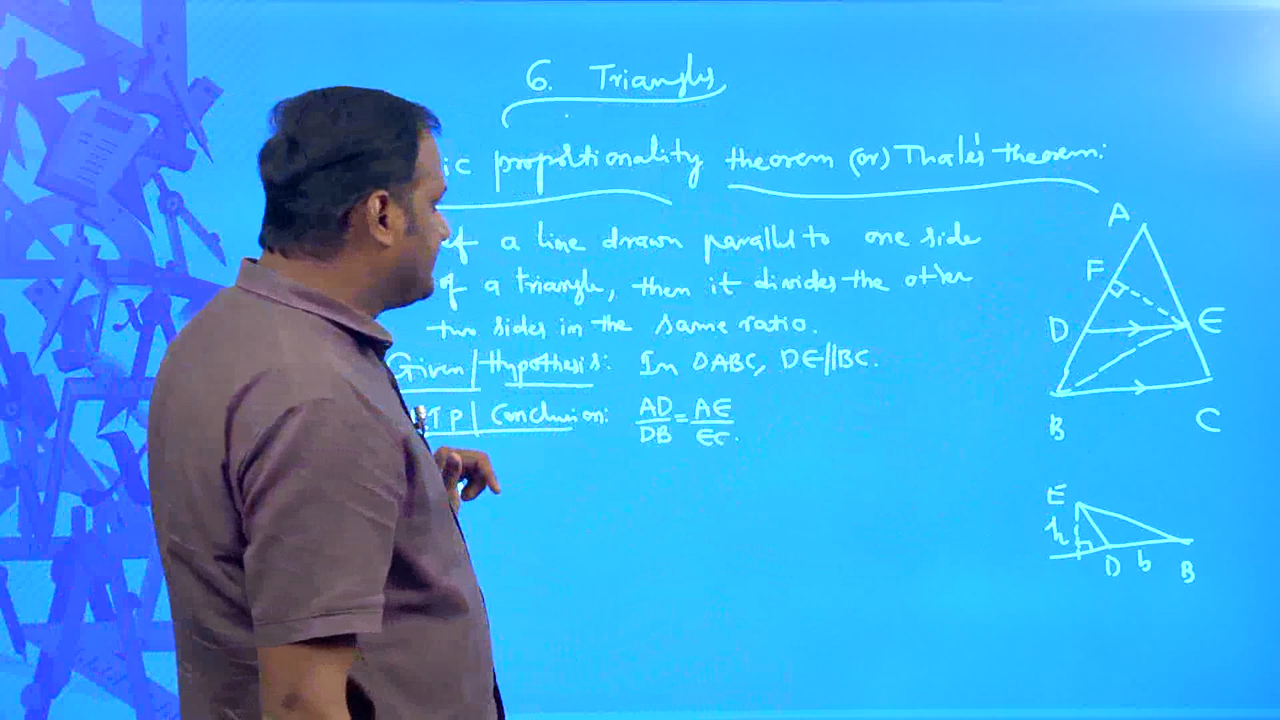 6. Triangles
ic proportionality theorem (or) Thale's theorem:
If a line drawn parallel to one side
of a triangle, then it divides the other
two sides in the same ratio.
Given/Hypothesis: In ΔABC, DE∥BC.
TP/Conclusion: AD/DB = AE/EC.
A
F
D
E
B
C
E
h
D
b
B